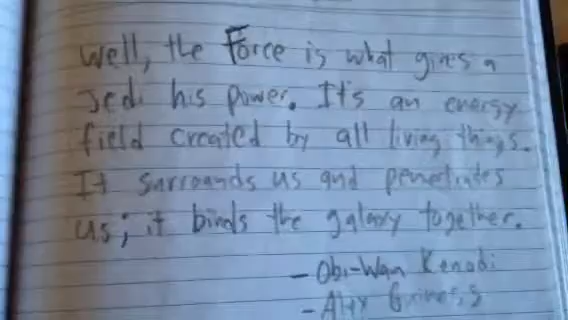 Well, the Force is what gives a
Jedi his power. It's an energy
field created by all living things.
It surrounds us and penetrates
us; it binds the galaxy together.
- Obi-Wan Kenobi
- Alex Guiness